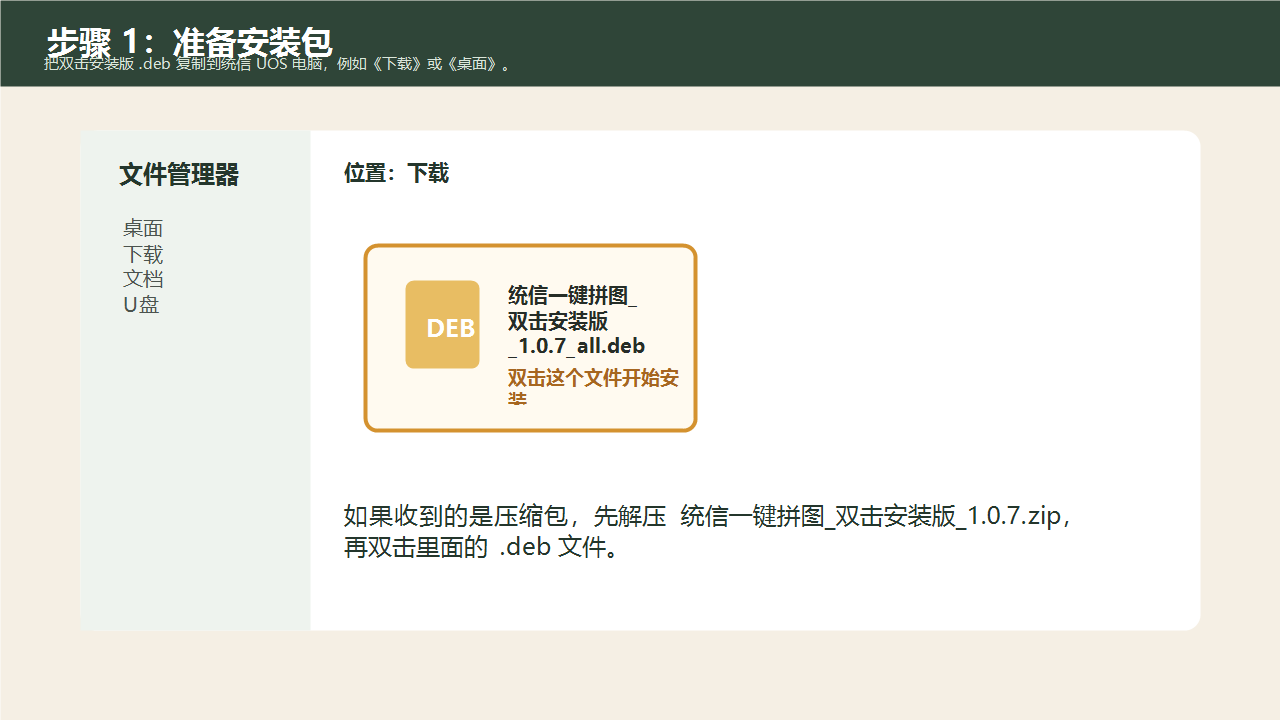 步骤 1：准备安装包
把双击安装版 .deb 复制到统信 UOS 电脑，例如《下载》或《桌面》。
文件管理器
桌面
下载
文档
U盘
位置：下载
DEB
统信一键拼图_
双击安装版
_1.0.7_all.deb
双击这个文件开始安
装
如果收到的是压缩包，先解压 统信一键拼图_双击安装版_1.0.7.zip，
再双击里面的 .deb 文件。